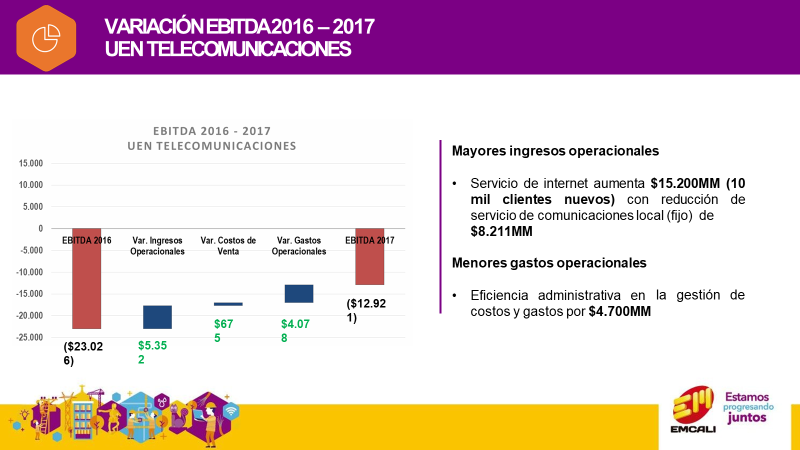 VARIACIÓN EBITDA 2016 – 2017
UEN TELECOMUNICACIONES
EBITDA 2016 - 2017
UEN TELECOMUNICACIONES
15.000
10.000
5.000
0
-5.000
-10.000
-15.000
-20.000
-25.000
EBITDA 2016
Var. Ingresos
Operacionales
Var. Costos de
Venta
Var. Gastos
Operacionales
EBITDA 2017
($23.02
6)
$5.35
2
$67
5
$4.07
8
($12.92
1)
Mayores ingresos operacionales
• Servicio de internet aumenta $15.200MM (10
mil clientes nuevos) con reducción de
servicio de comunicaciones local (fijo) de
$8.211MM
Menores gastos operacionales
• Eficiencia administrativa en la gestión de
costos y gastos por $4.700MM
EM
EMCALI
Estamos
progresando
juntos